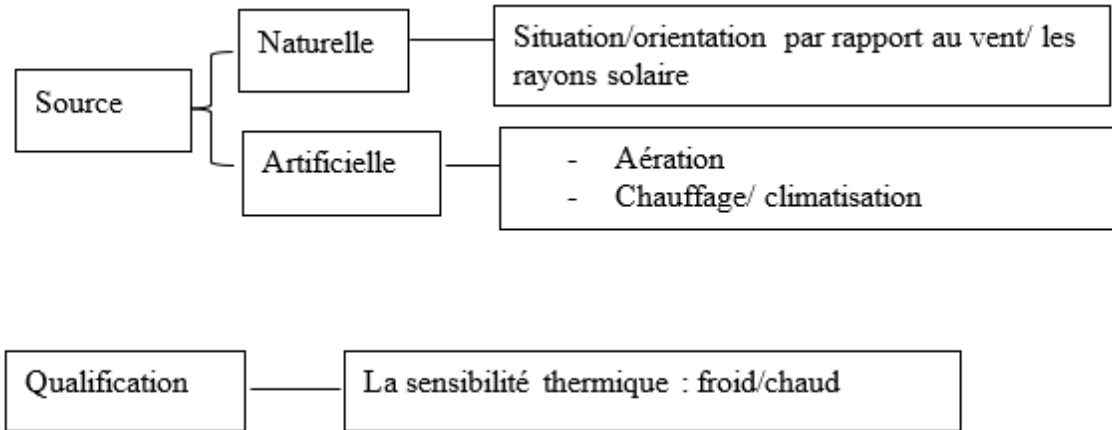 Source
Naturelle
Situation/orientation par rapport au vent/ les
rayons solaire
Artificielle
- Aération
- Chauffage/ climatisation
Qualification
La sensibilité thermique : froid/chaud